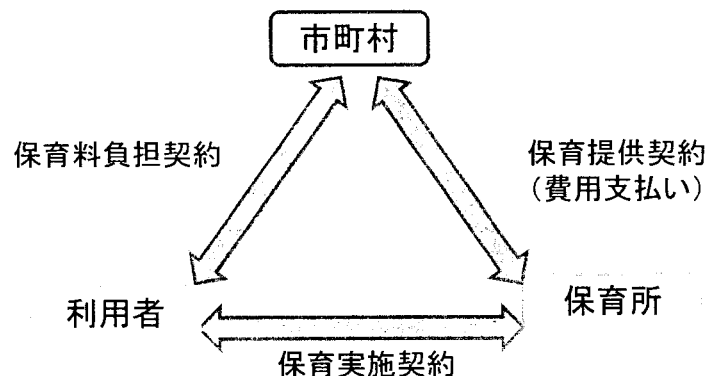 市町村
保育料負担契約
保育提供契約
(費用支払い)
利用者
保育所
保育実施契約